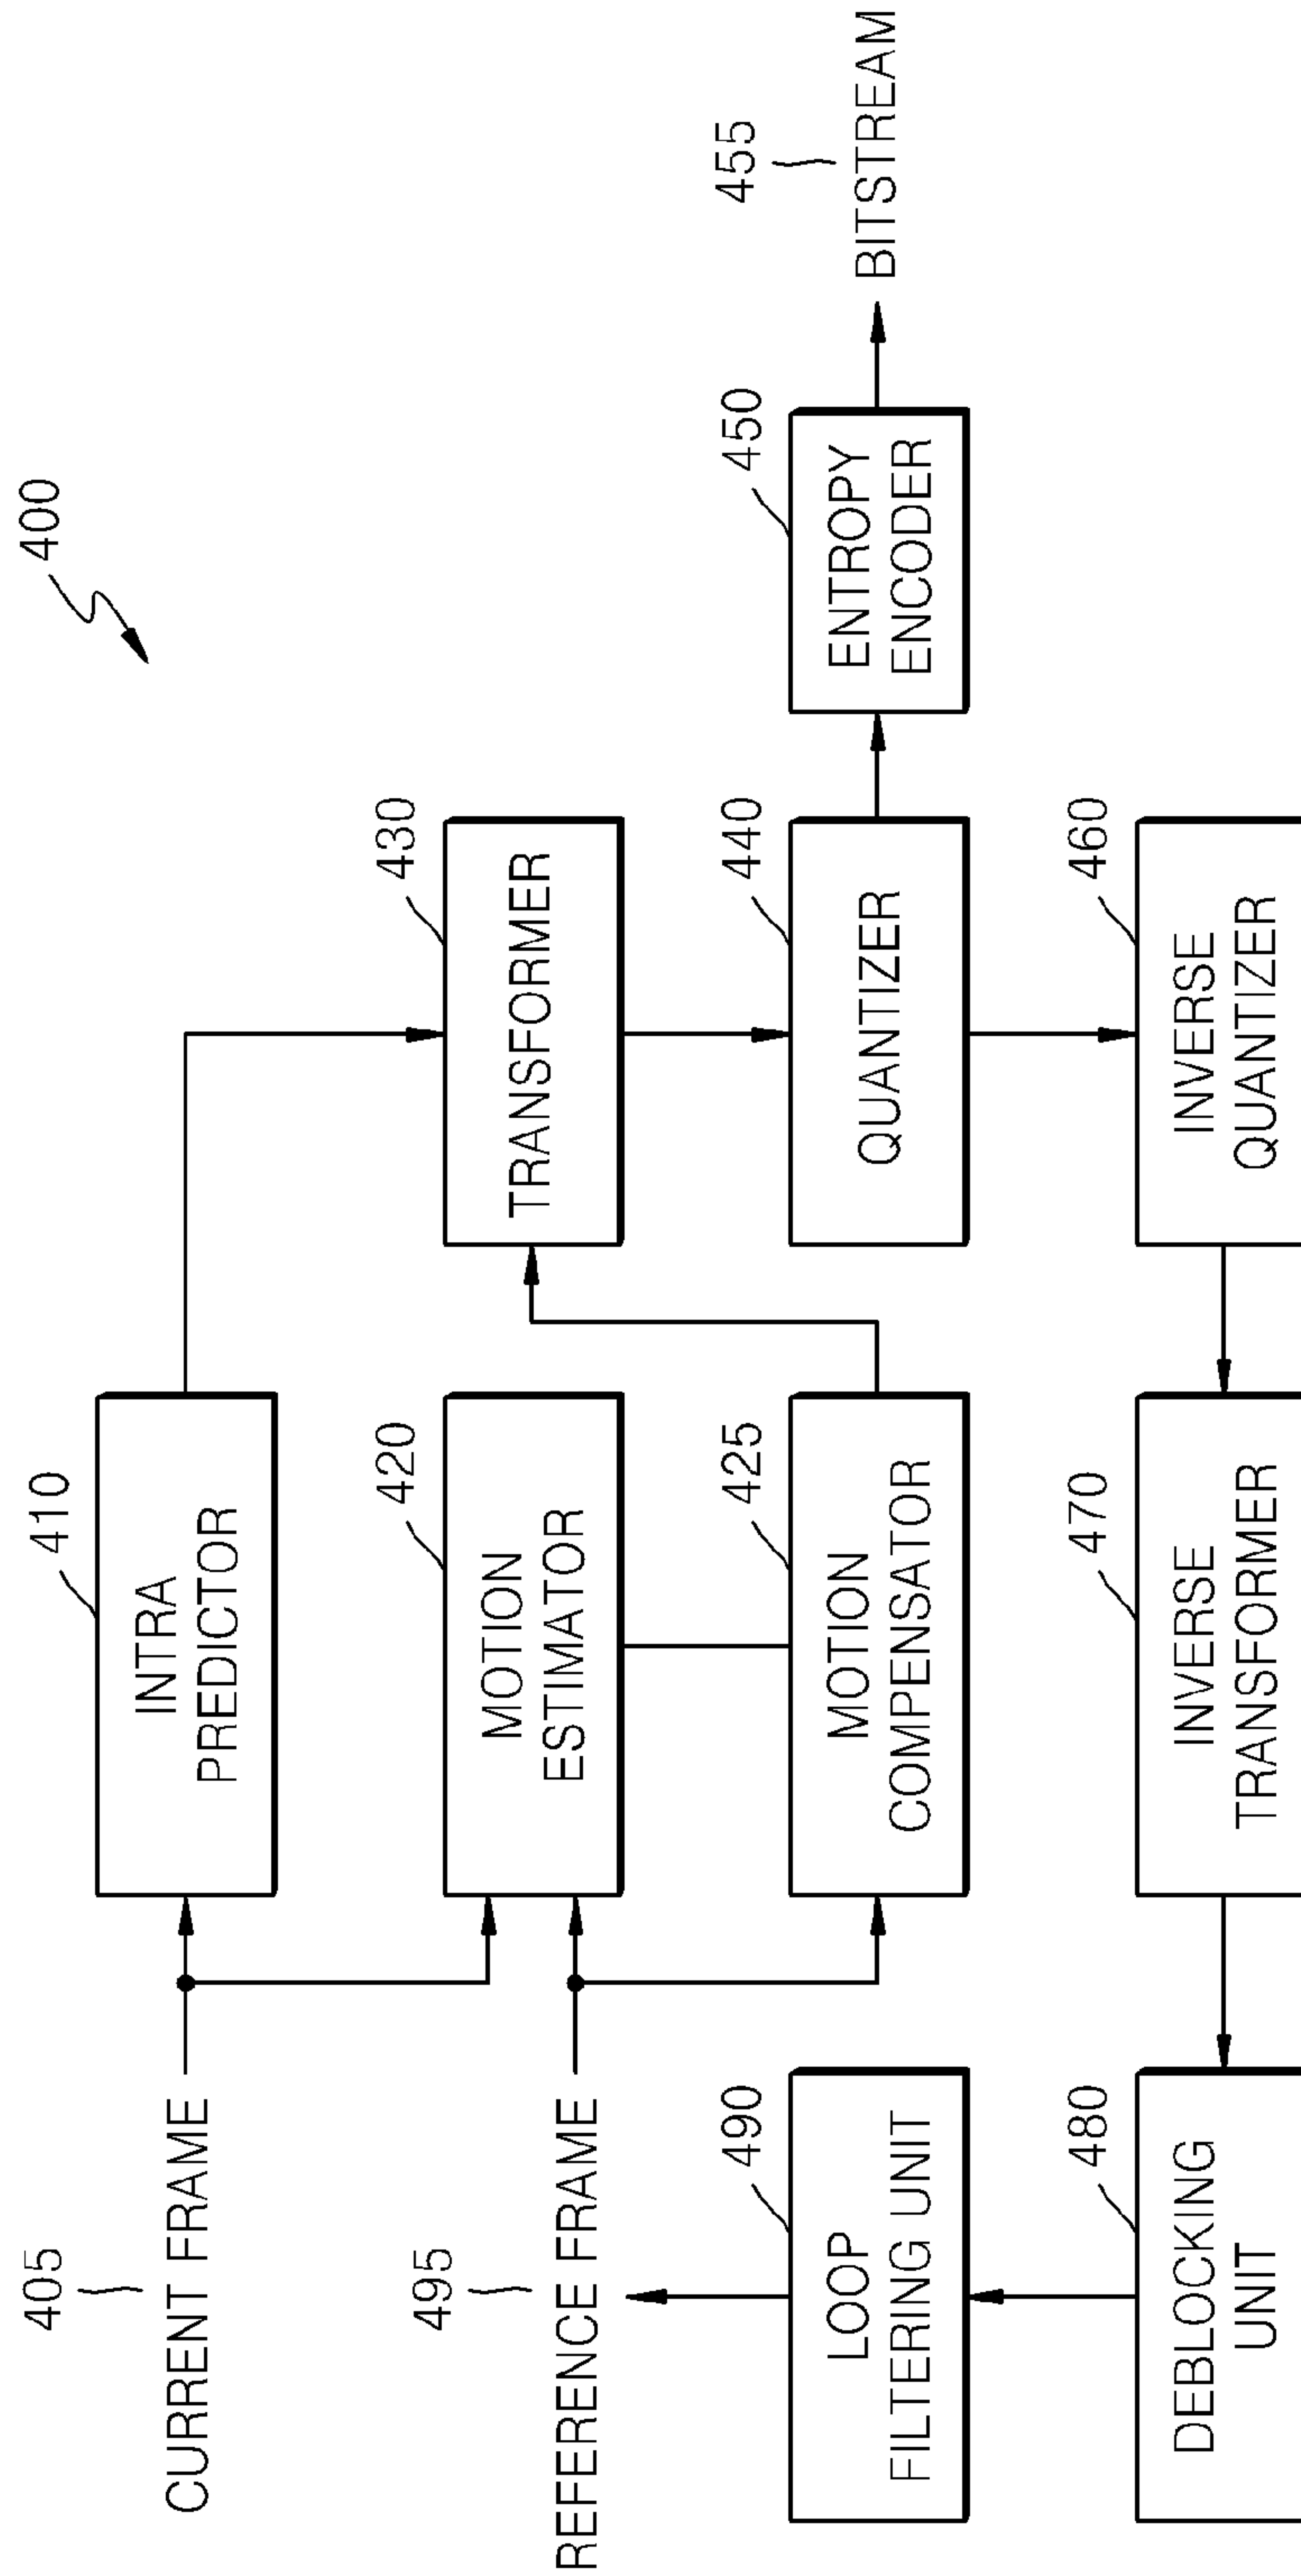 400
405
CURRENT FRAME
410
INTRA
PREDICTOR
495
REFERENCE FRAME
420
MOTION
ESTIMATOR
430
TRANSFORMER
490
LOOP
FILTERING UNIT
425
MOTION
COMPENSATOR
440
QUANTIZER
450
ENTROPY
ENCODER
455
BITSTREAM
480
DEBLOCKING
UNIT
470
INVERSE
TRANSFORMER
460
INVERSE
QUANTIZER